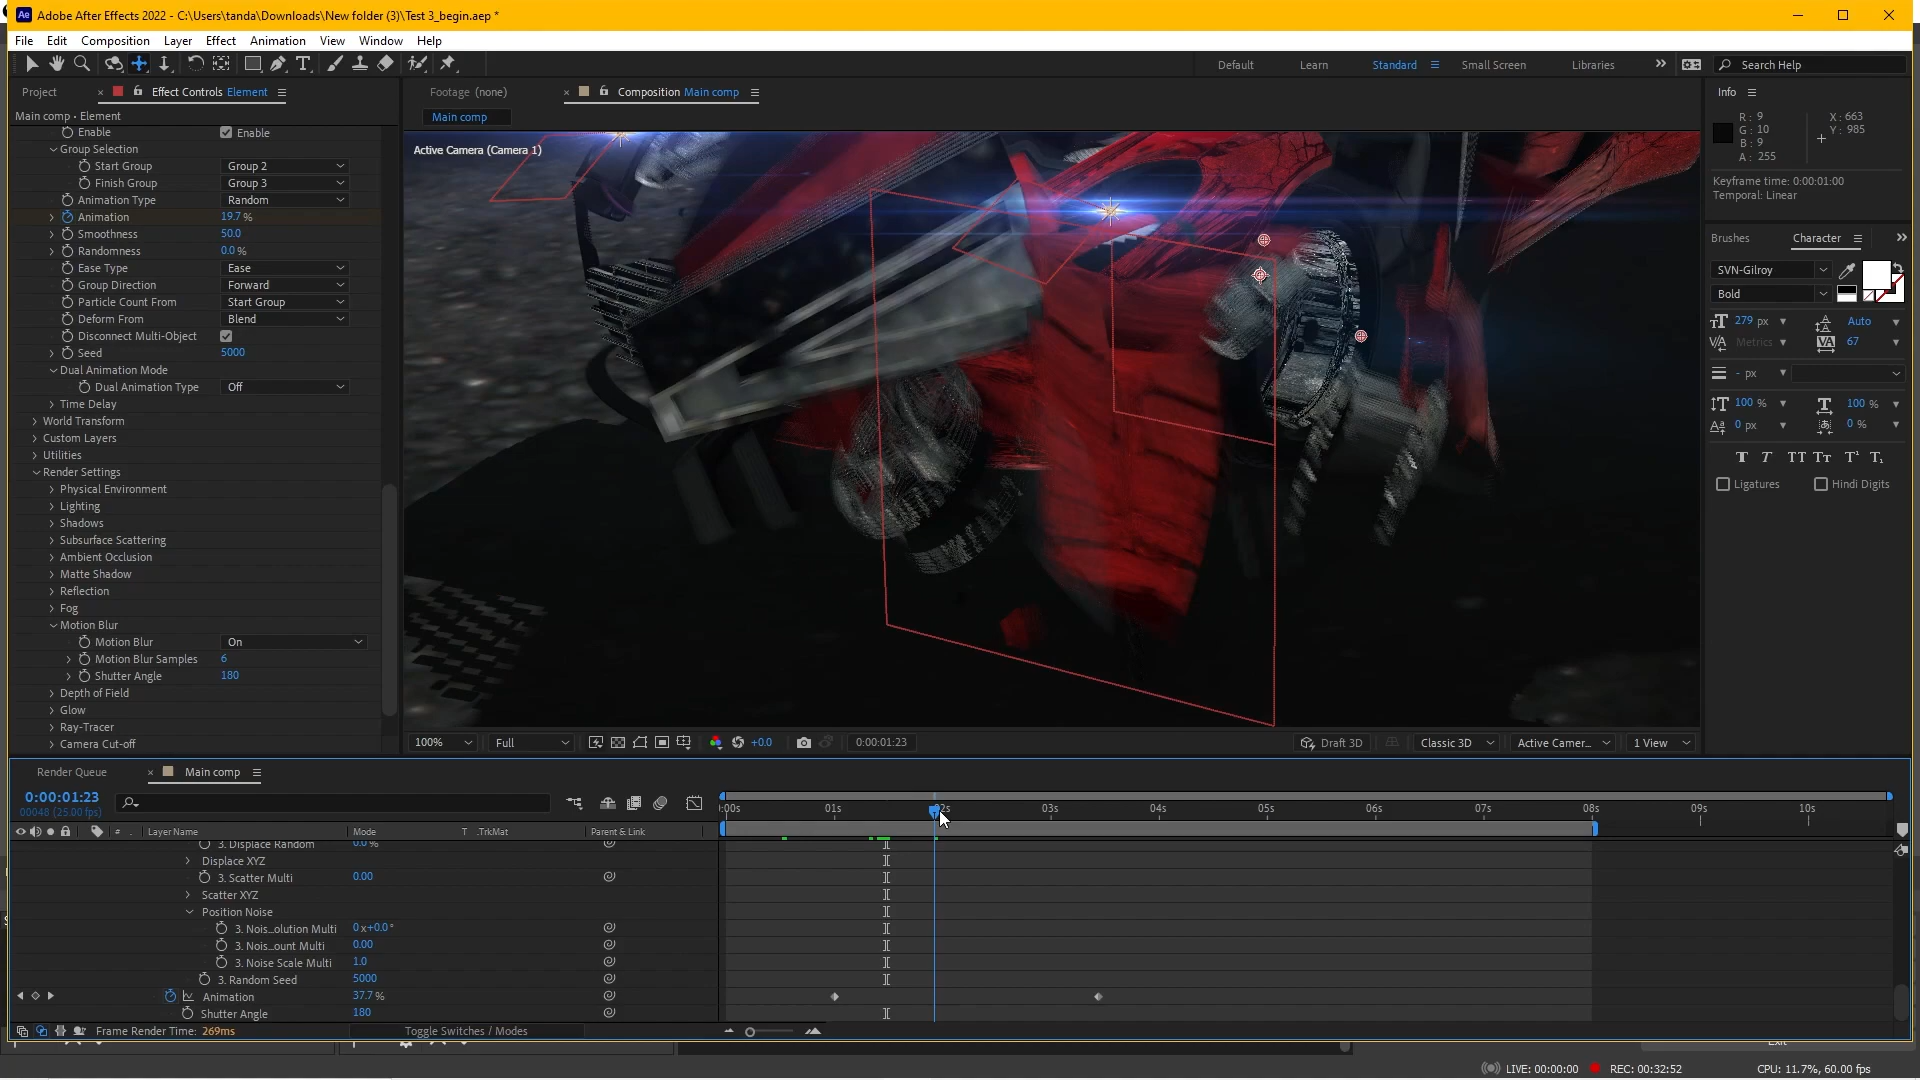 Adobe After Effects 2022 - C:\Users\tanda\Downloads\New folder (3)\Test 3_begin.aep *
File Edit Composition Layer Effect Animation View Window Help
Default Learn Standard Small Screen Libraries Search Help
Project Effect Controls Element
Footage (none) Composition Main comp
Info
Main comp • Element
Main comp
Active Camera (Camera 1)
R: 9 X: 663
G: 10 Y: 985
B: 9
A: 255
Keyframe time: 0:00:01:00
Temporal: Linear
Brushes Character
SVN-Gilroy
Bold
279 px Auto
Metrics 67
- px
100 % 100 %
0 px 0 %
Ligatures Hindi Digits
Enable Enable
Group Selection
Start Group Group 2
Finish Group Group 3
Animation Type Random
Animation 19.7 %
Smoothness 50.0
Randomness 0.0 %
Ease Type Ease
Group Direction Forward
Particle Count From Start Group
Deform From Blend
Disconnect Multi-Object
Seed 5000
Dual Animation Mode
Dual Animation Type Off
Time Delay
World Transform
Custom Layers
Utilities
Render Settings
Physical Environment
Lighting
Shadows
Subsurface Scattering
Ambient Occlusion
Matte Shadow
Reflection
Fog
Motion Blur
Motion Blur On
Motion Blur Samples 6
Shutter Angle 180
Depth of Field
Glow
Ray-Tracer
Camera Cut-off
100% Full +0.0 0:00:01:23 Draft 3D Classic 3D Active Camer... 1 View
Render Queue Main comp
0:00:01:23
00048 (25.00 fps)
:00s 01s 02s 03s 04s 05s 06s 07s 08s 09s 10s
# Layer Name Mode T .TrkMat Parent & Link
3. Displace Random 0.0 %
Displace XYZ
3. Scatter Multi 0.00
Scatter XYZ
Position Noise
3. Nois...olution Multi 0x+0.0°
3. Nois...ount Multi 0.00
3. Noise Scale Multi 1.0
3. Random Seed 5000
Animation 37.7 %
Shutter Angle 180
Frame Render Time: 269ms Toggle Switches / Modes
Exit
LIVE: 00:00:00 REC: 00:32:52 CPU: 11.7%, 60.00 fps